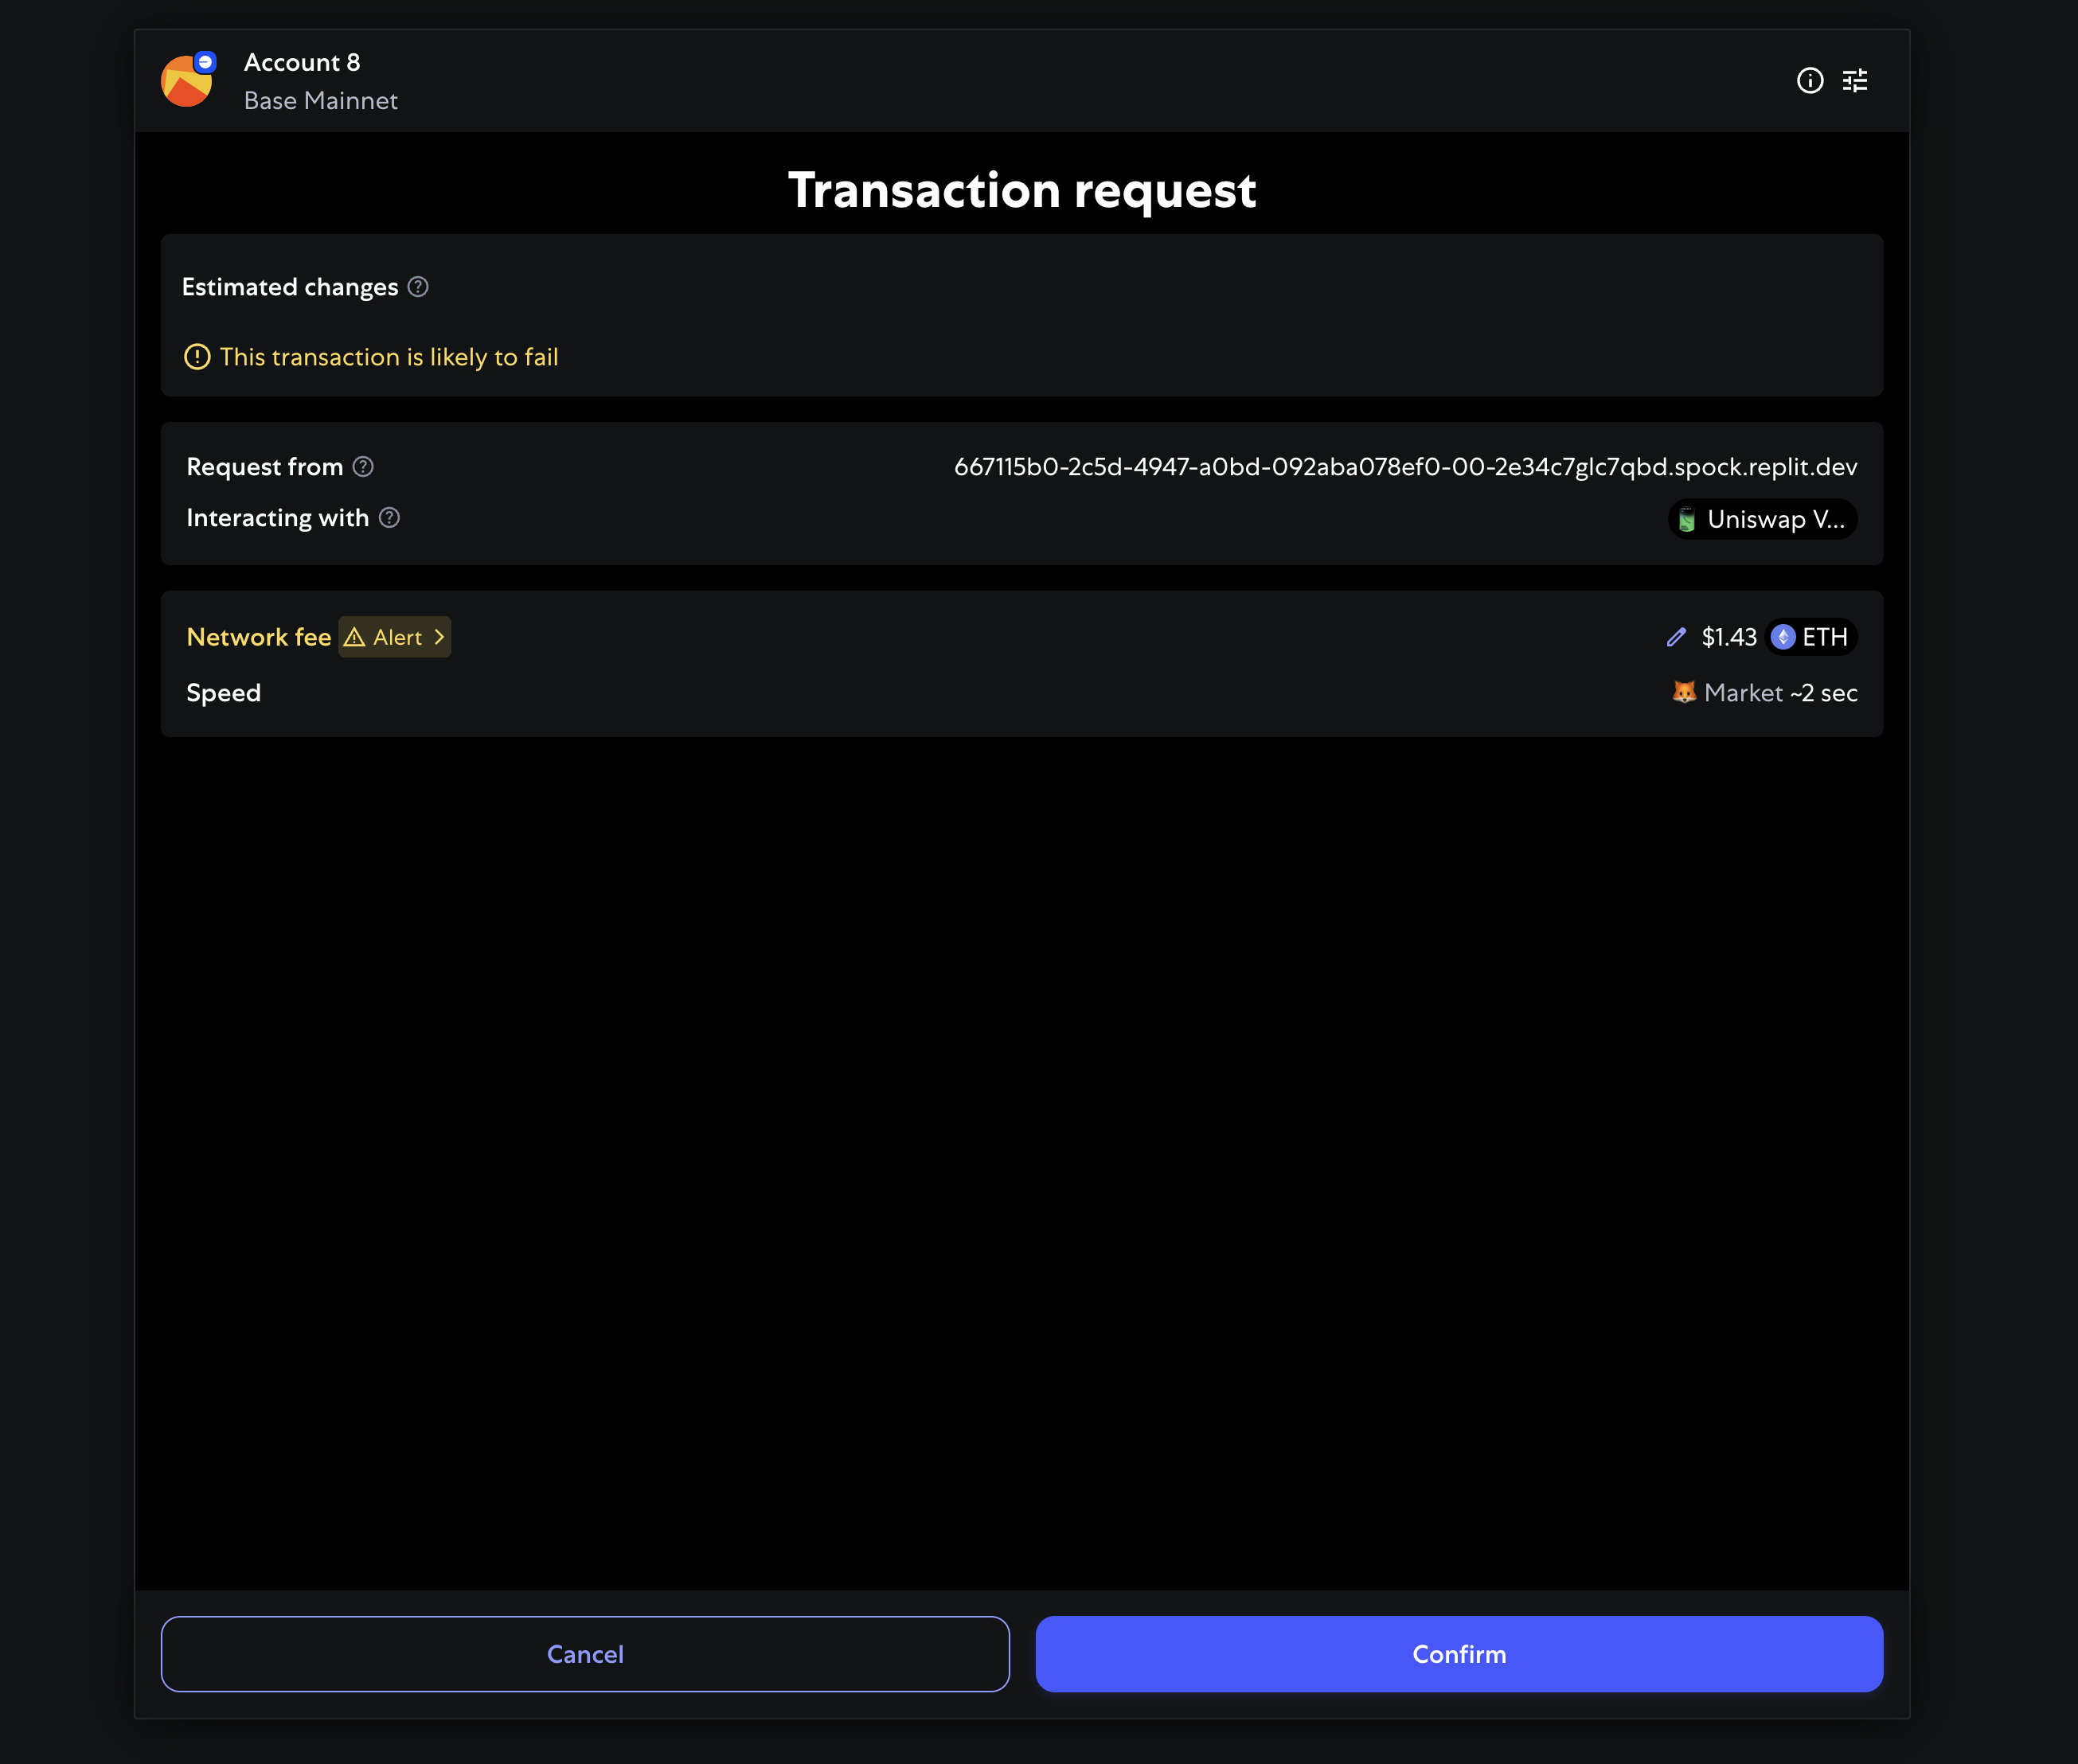 Account 8
Base Mainnet
Transaction request
Estimated changes
This transaction is likely to fail
Request from 667115b0-2c5d-4947-a0bd-092aba078ef0-00-2e34c7glc7qbd.spock.replit.dev
Interacting with Uniswap V...
Network fee Alert $1.43 ETH
Speed Market ~2 sec
Cancel Confirm